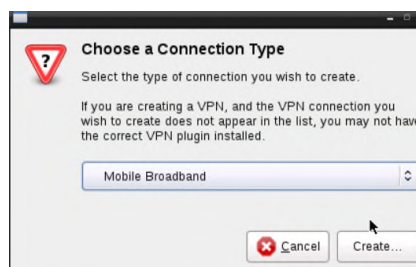 ?
Choose a Connection Type
Select the type of connection you wish to create.
If you are creating a VPN, and the VPN connection you
wish to create does not appear in the list, you may not have
the correct VPN plugin installed.
Mobile Broadband
Cancel
Create...